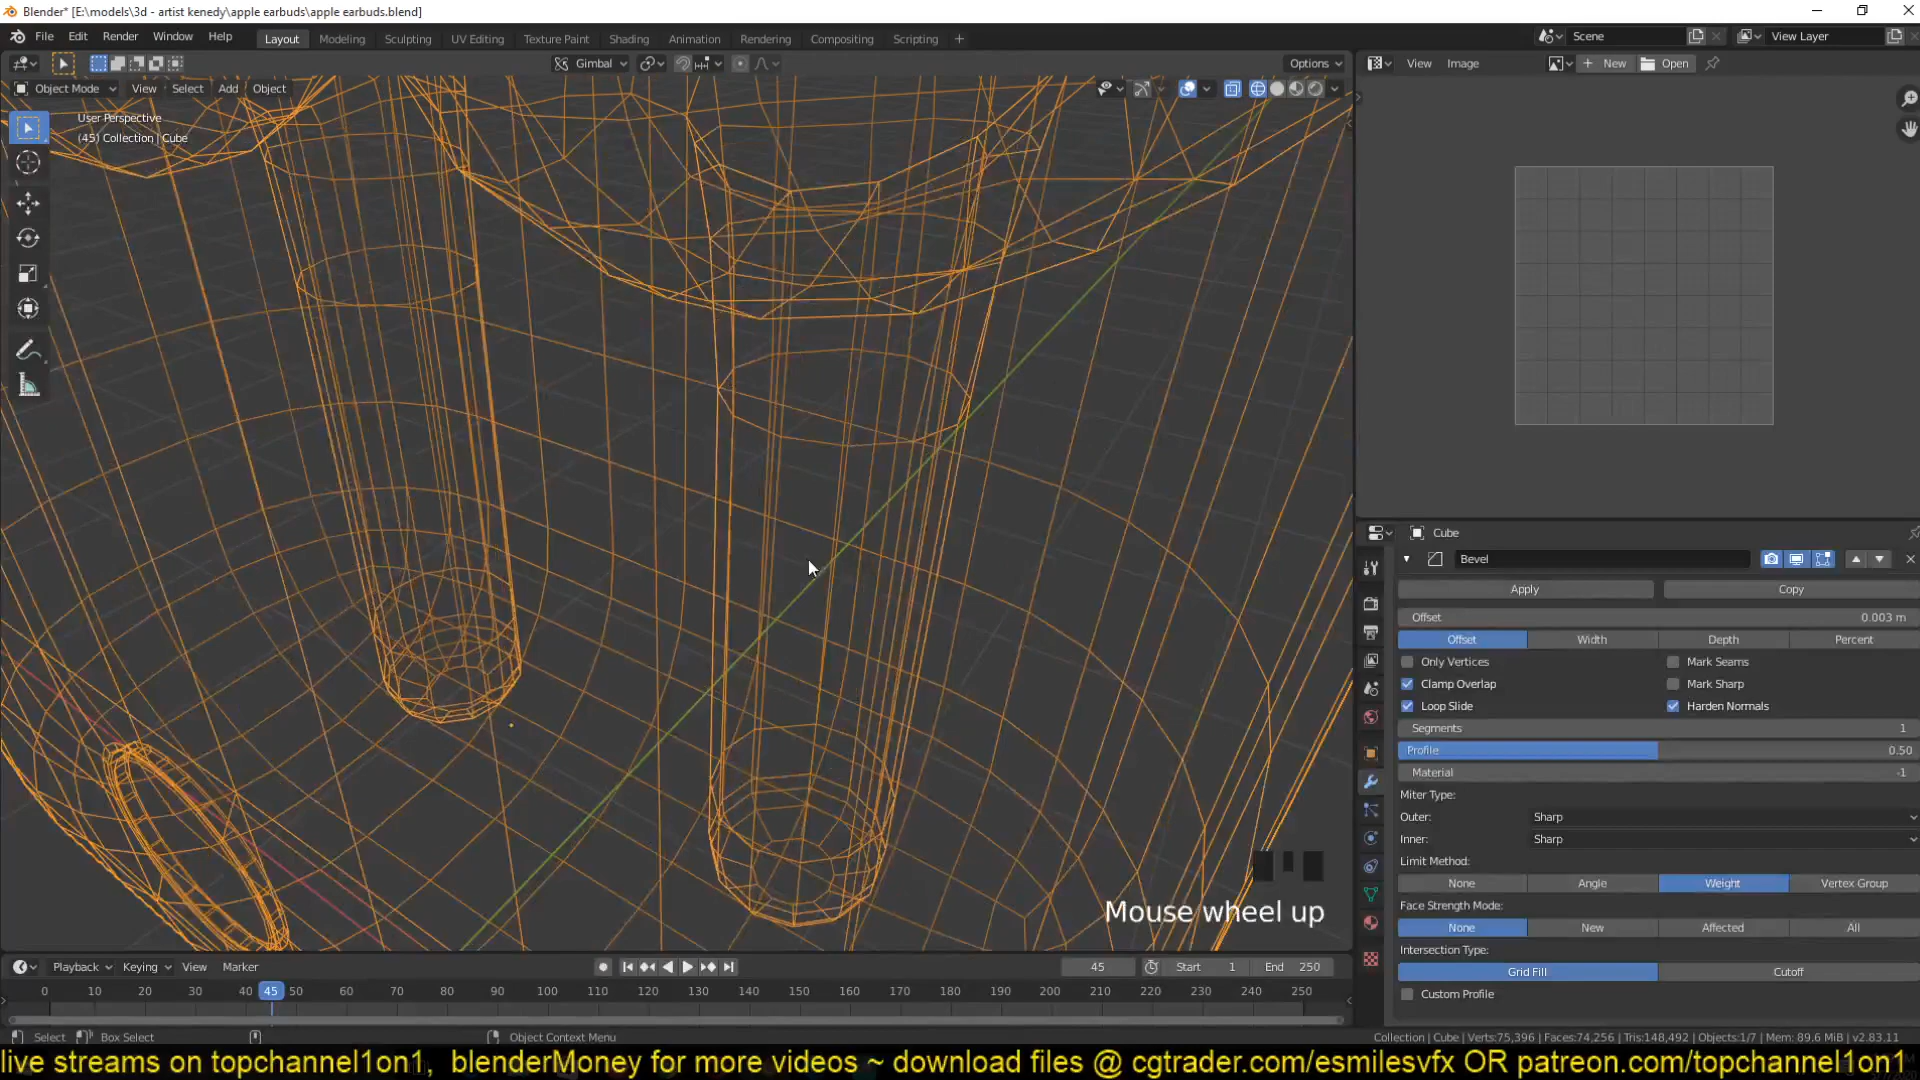 Blender* [E:\models\3d - artist kenedy\apple earbuds\apple earbuds.blend]
File Edit Render Window Help Layout Modeling Sculpting UV Editing Texture Paint Shading Animation Rendering Compositing Scripting + Scene View Layer
Gimbal Options View Image New Open
Object Mode View Select Add Object
User Perspective
(45) Collection | Cube
Cube
Bevel
Apply Copy
Offset 0.003 m
Offset Width Depth Percent
Only Vertices Mark Seams
Clamp Overlap Mark Sharp
Loop Slide Harden Normals
Segments 1
Profile 0.50
Material -1
Miter Type:
Outer: Sharp
Inner: Sharp
Limit Method:
None Angle Weight Vertex Group
Face Strength Mode:
None New Affected All
Intersection Type:
Grid Fill Cutoff
Custom Profile
Mouse wheel up
Playback Keying View Marker 45 Start 1 End 250
0 10 20 30 40 45 50 60 70 80 90 100 110 120 130 140 150 160 170 180 190 200 210 220 230 240 250
Select Box Select Object Context Menu Collection | Cube | Verts:75,396 | Faces:74,256 | Tris:148,492 | Objects:1/7 | Mem: 89.6 MiB | v2.83.11
live streams on topchannel1on1, blenderMoney for more videos ~ download files @ cgtrader.com/esmilesvfx OR patreon.com/topchannel1on1